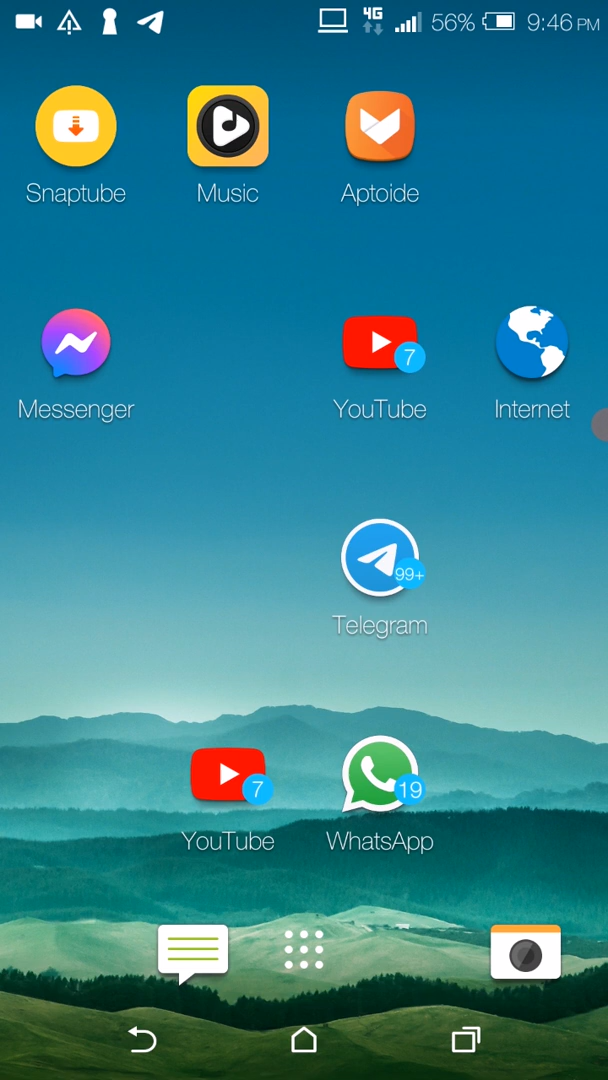 4G 56% 9:46 PM
Snaptube Music Aptoide
7
Messenger YouTube Internet
99+
Telegram
7 19
YouTube WhatsApp